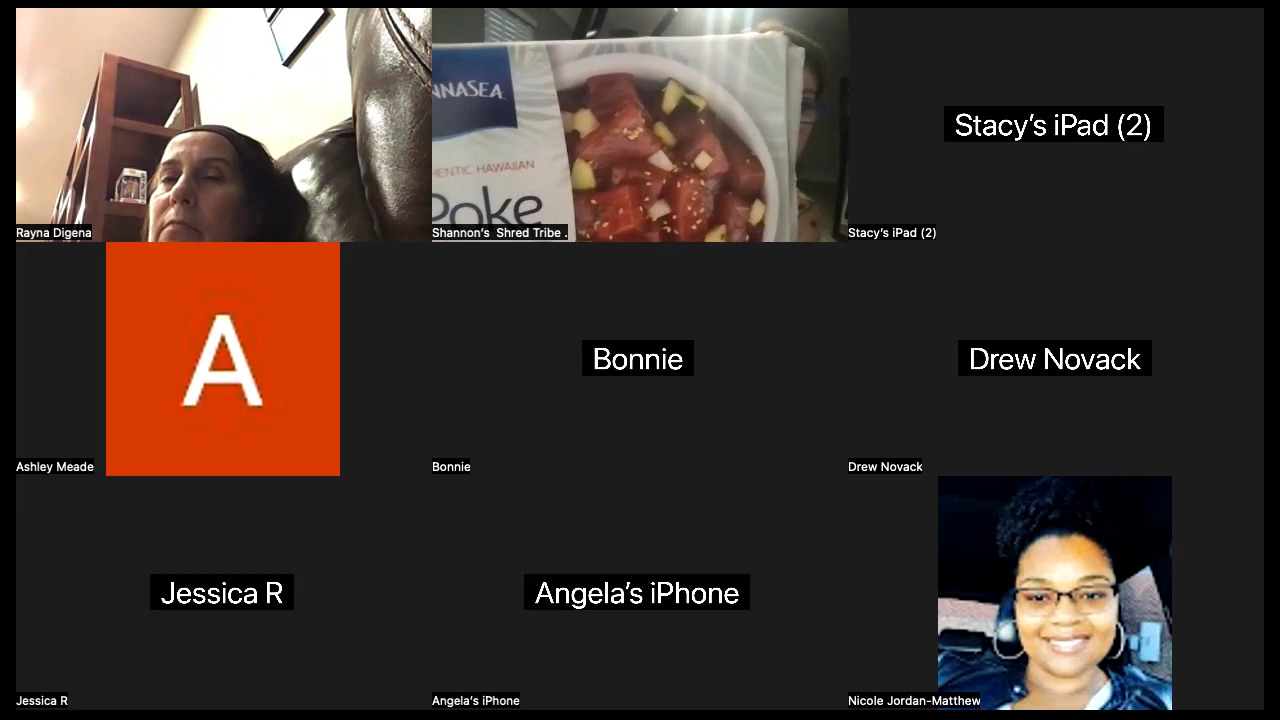 NNASEA
HENTIC HAWAIIAN
Poke
Rayna Digena
Shannon's Shred Tribe .
Stacy's iPad (2)
Stacy's iPad (2)
A
Ashley Meade
Bonnie
Bonnie
Drew Novack
Drew Novack
Jessica R
Jessica R
Angela's iPhone
Angela's iPhone
Nicole Jordan-Matthew